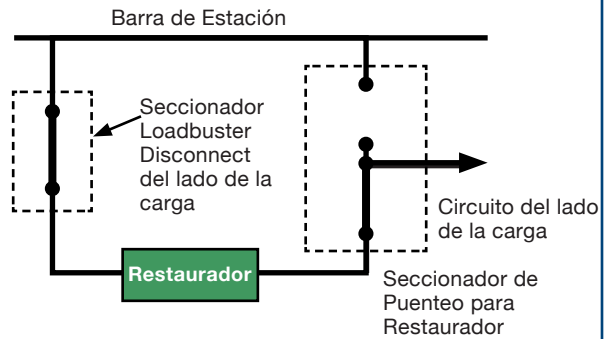 Barra de Estación
Seccionador
Loadbuster
Disconnect
del lado de la
carga
Circuito del lado
de la carga
Restaurador
Seccionador de
Puenteo para
Restaurador